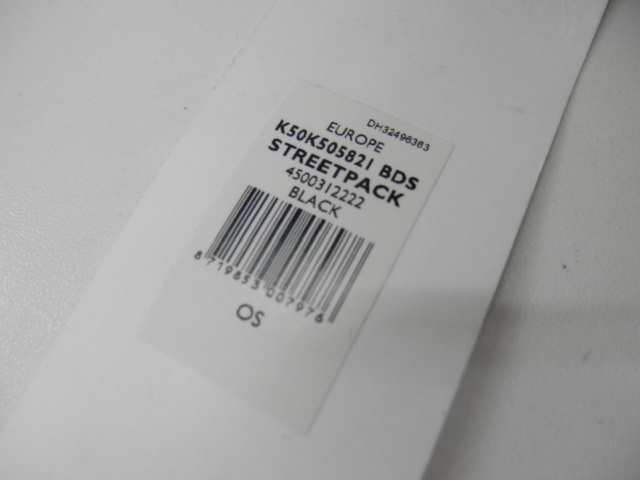 DH32496363
EUROPE
K50K505821 BDS
STREETPACK
4500312222
BLACK
8 719853 007976
OS